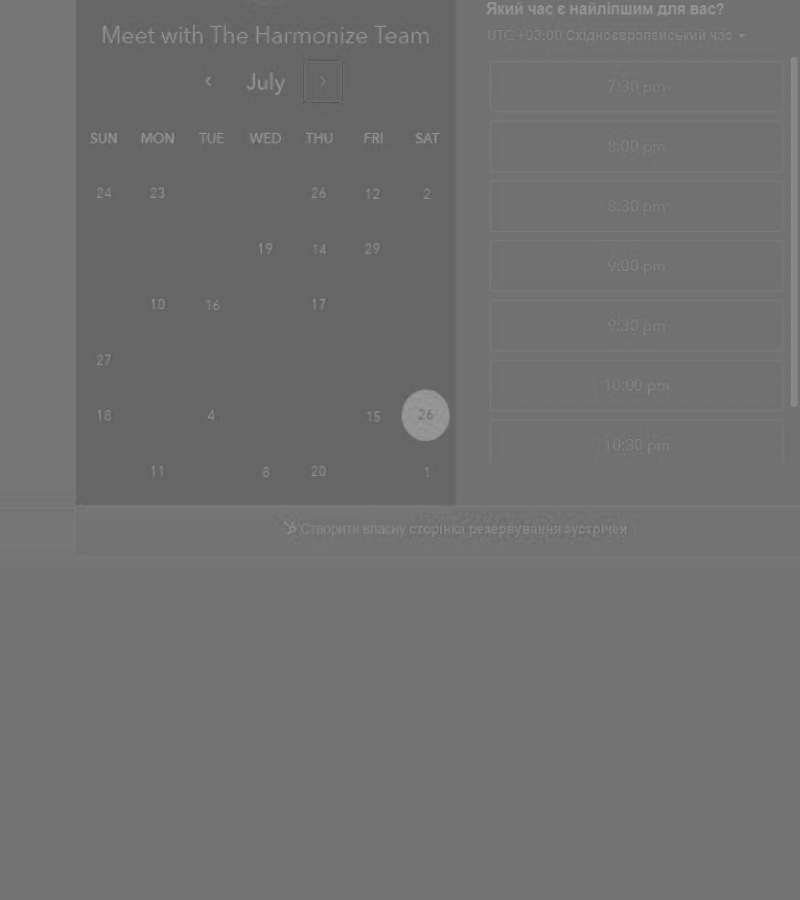 Meet with The Harmonize Team
July
SUN MON TUE WED THU FRI SAT
24 23 26 12 2
19 14 29
10 16 17
27
18 4 15 26
11 8 20 1
Який час є найліпшим для вас?
UTC +03:00 Східноєвропейський час
7:30 pm
8:00 pm
8:30 pm
9:00 pm
9:30 pm
10:00 pm
10:30 pm
Створити власну сторінка резервування зустрічей